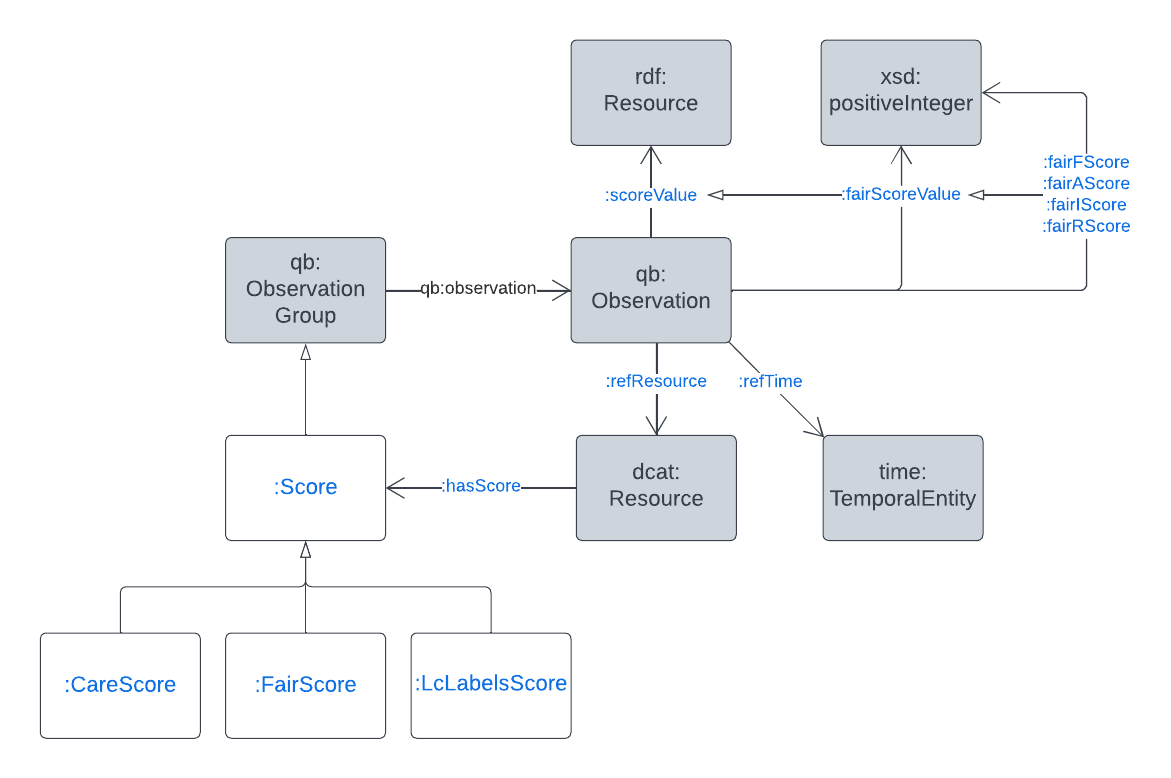 rdf:
Resource
xsd:
positiveInteger
:fairFScore
:fairAScore
:fairIScore
:fairRScore
:scoreValue
:fairScoreValue
qb:
Observation
Group
qb:observation
qb:
Observation
:refResource
:refTime
:Score
:hasScore
dcat:
Resource
time:
TemporalEntity
:CareScore
:FairScore
:LcLabelsScore